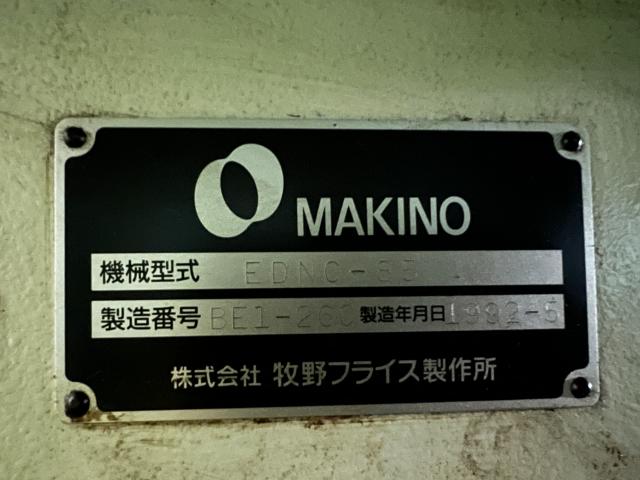 MAKINO
機械型式 EDNC-85
製造番号 BE1-260 製造年月日 1992-5
株式会社 牧野フライス製作所